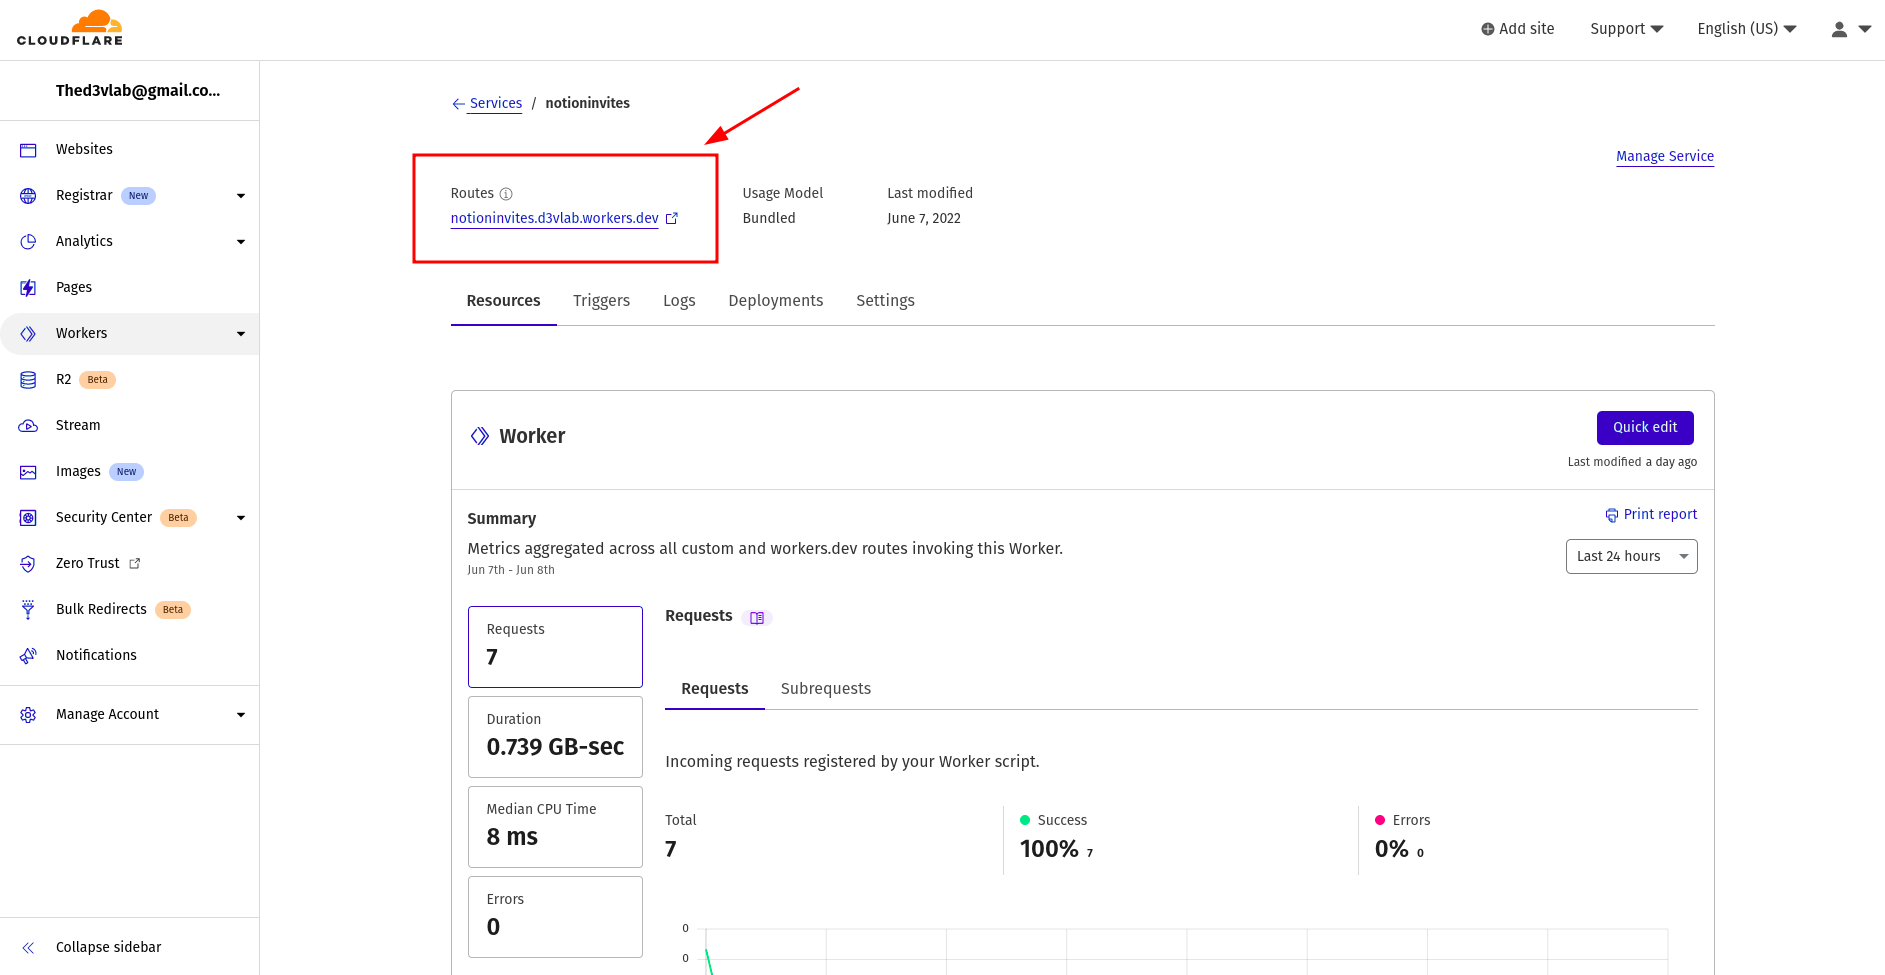 CLOUDFLARE
Add site
Support
English (US)
Thed3vlab@gmail.co...
Websites
Registrar New
Analytics
Pages
Workers
R2 Beta
Stream
Images New
Security Center Beta
Zero Trust
Bulk Redirects Beta
Notifications
Manage Account
Collapse sidebar
Services / notioninvites
Manage Service
Routes
notioninvites.d3vlab.workers.dev
Usage Model
Bundled
Last modified
June 7, 2022
Resources Triggers Logs Deployments Settings
Worker
Quick edit
Last modified a day ago
Summary
Print report
Metrics aggregated across all custom and workers.dev routes invoking this Worker.
Jun 7th - Jun 8th
Last 24 hours
Requests
7
Duration
0.739 GB-sec
Median CPU Time
8 ms
Errors
0
Requests
Requests Subrequests
Incoming requests registered by your Worker script.
Total
7
Success
100% 7
Errors
0% 0
0
0